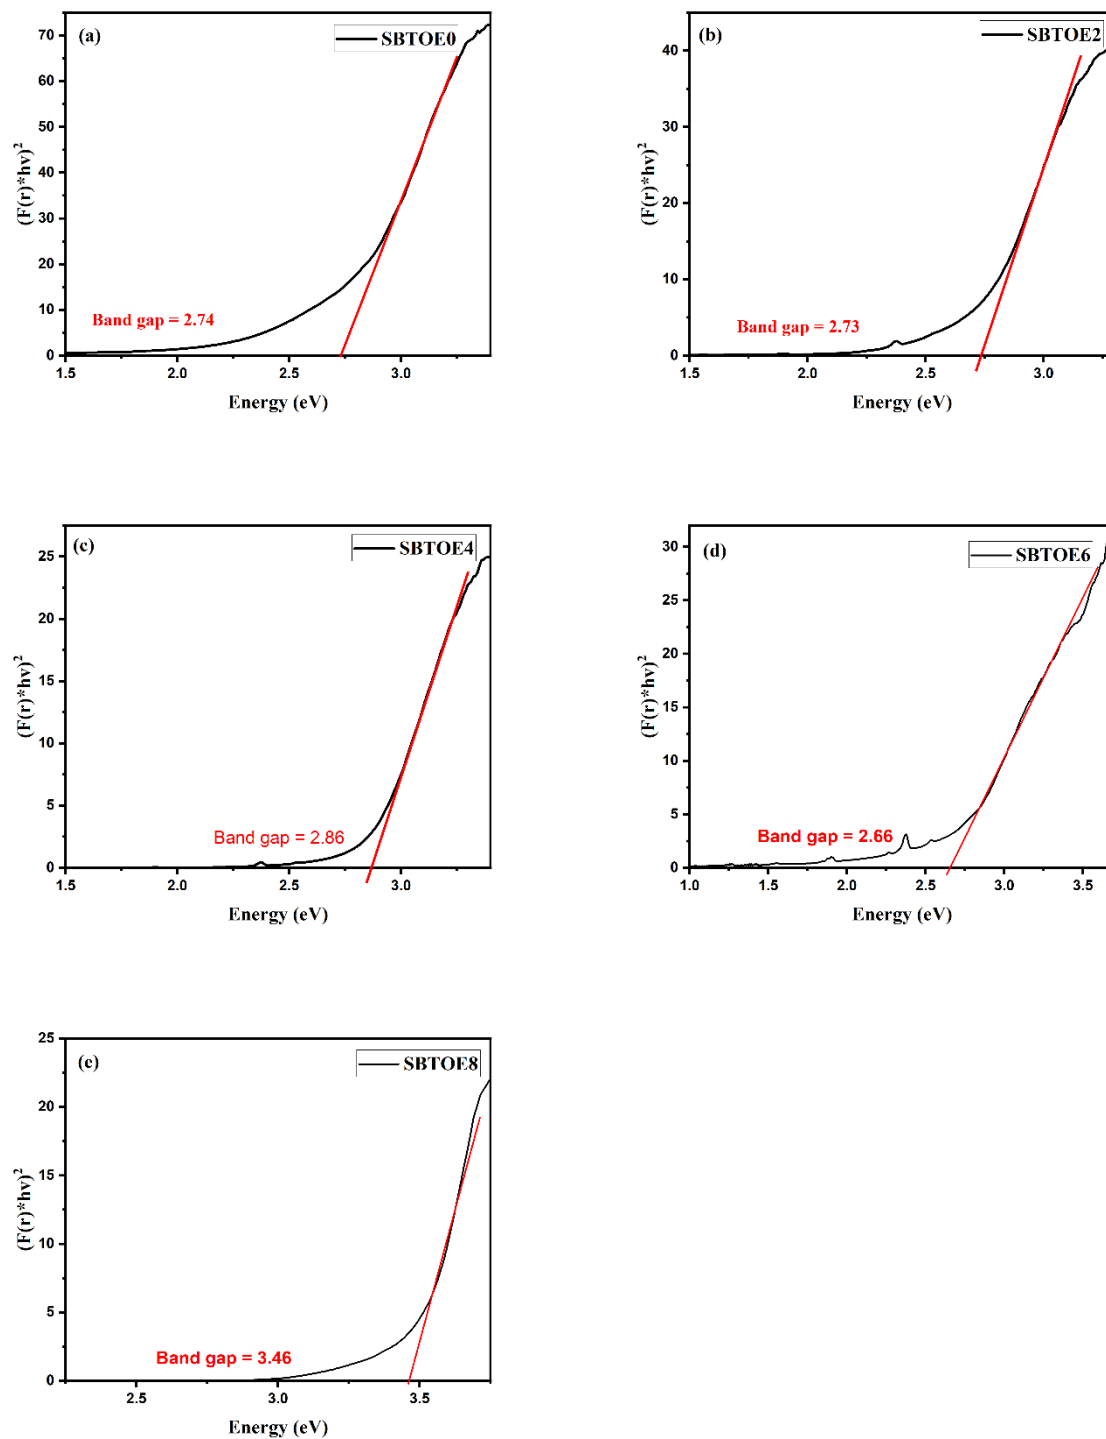 (a)
SBTOE0
70
60
50
40
30
20
10
0
(F(r)*hv)²
Band gap = 2.74
1.5 2.0 2.5 3.0
Energy (eV)
(b)
SBTOE2
40
30
20
10
0
(F(r)*hv)²
Band gap = 2.73
1.5 2.0 2.5 3.0
Energy (eV)
(c)
SBTOE4
25
20
15
10
5
0
(F(r)*hv)²
Band gap = 2.86
1.5 2.0 2.5 3.0
Energy (eV)
(d)
SBTOE6
30
25
20
15
10
5
0
(F(r)*hv)²
Band gap = 2.66
1.0 1.5 2.0 2.5 3.0 3.5
Energy (eV)
(e)
SBTOE8
25
20
15
10
5
0
(F(r)*hv)²
Band gap = 3.46
2.5 3.0 3.5
Energy (eV)